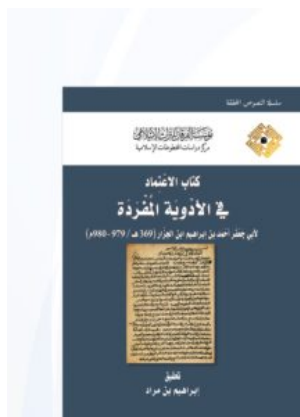 سلسلة النصوص المحققة
مؤسسة الفرقان للتراث الإسلامي
مركز دراسات المخطوطات الإسلامية
كتاب الاعتماد
في الأدوية المفردة
لأبي جعفر أحمد بن إبراهيم ابن الجزار (369 هـ / 979 - 980م)
تحقيق
إبراهيم بن مراد